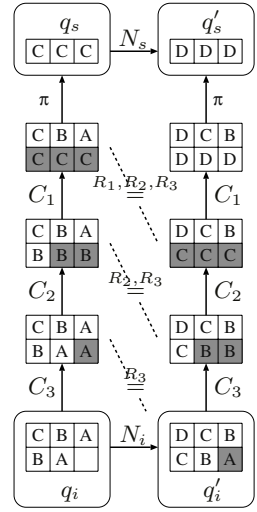 q_s N_s q′_s
C C C D D D
π π
C B A D C B
C C C D D D
R_1, R_2, R_3
=
C_1 C_1
C B A D C B
B B B C C C
R_2, R_3
=
C_2 C_2
C B A D C B
B A A C B B
R_3
=
C_3 C_3
C B A N_i D C B
B A C B A
q_i q′_i